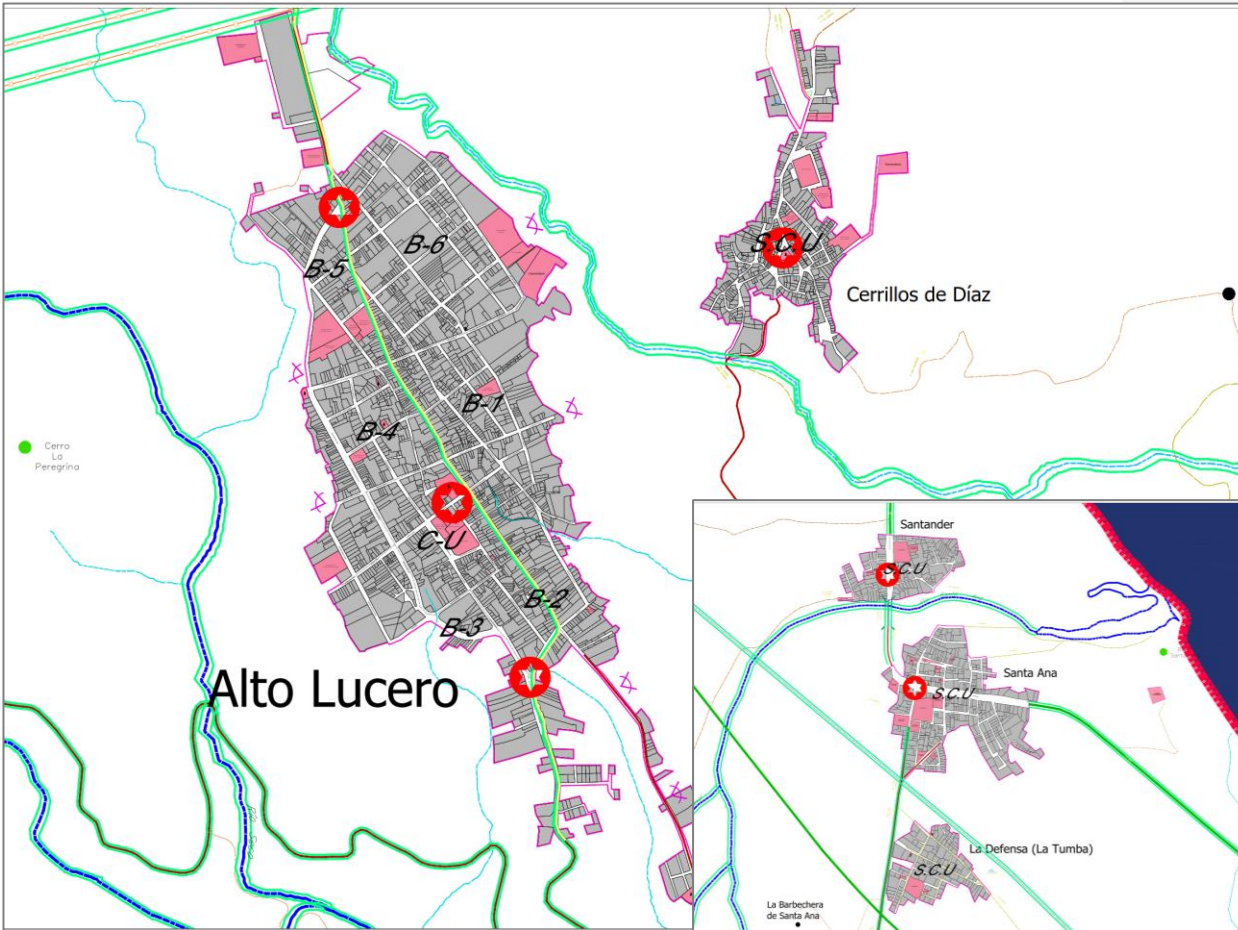 B-6
S.C.U
B-5
Cerrillos de Díaz
B-1
B-4
Cerro
La
Peregrina
C-U
B-2
B-3
Alto Lucero
Santander
S.C.U
Santa Ana
S.C.U
La Defensa (La Tumba)
S.C.U
La Barbechera
de Santa Ana